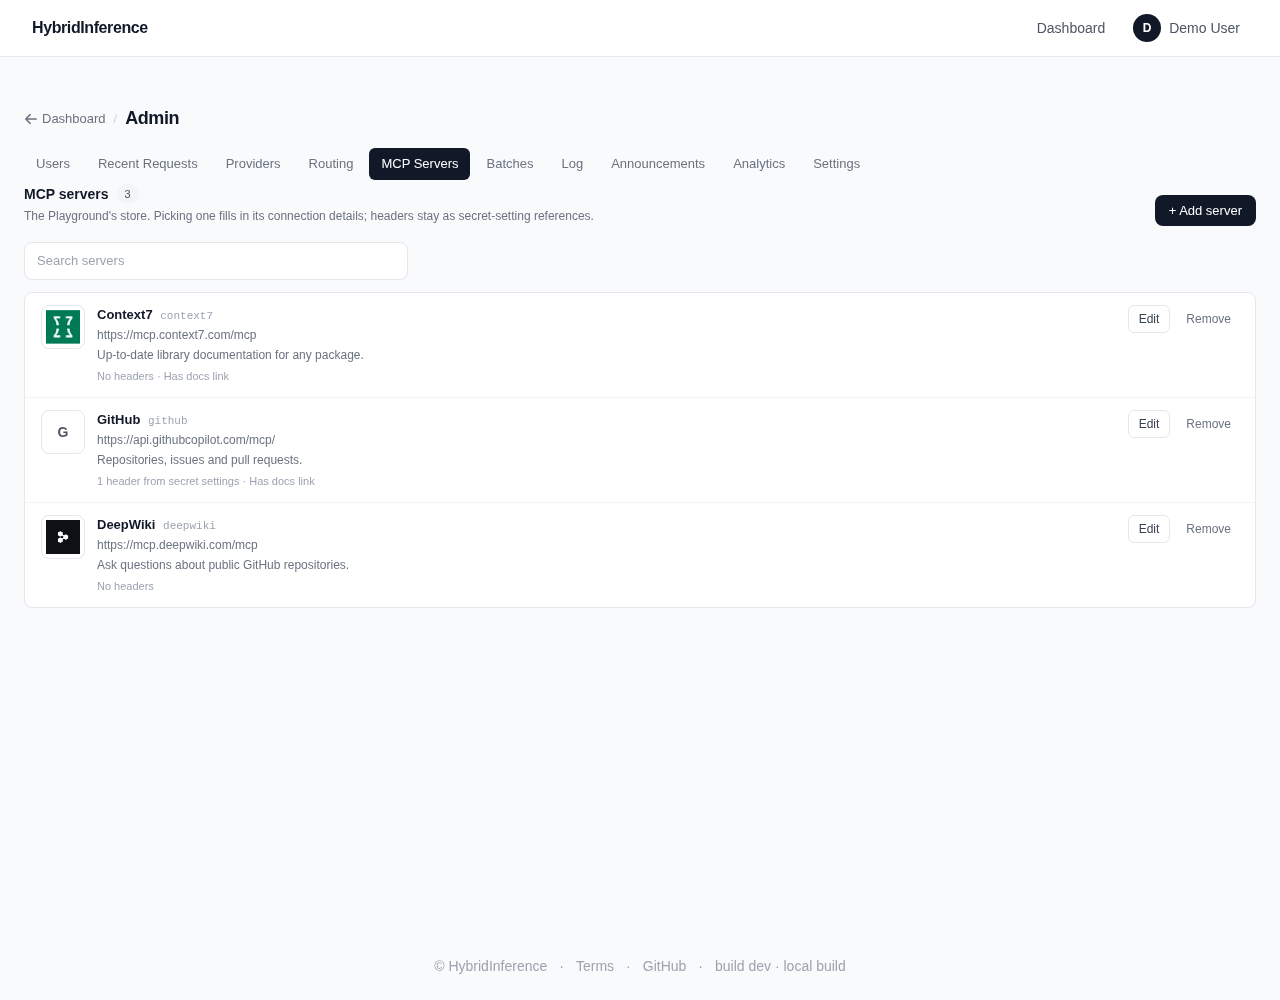 HybridInference
Dashboard
D
Demo User
Dashboard / Admin
Users
Recent Requests
Providers
Routing
MCP Servers
Batches
Log
Announcements
Analytics
Settings
MCP servers 3
The Playground's store. Picking one fills in its connection details; headers stay as secret-setting references.
+ Add server
Search servers
Context7 context7
https://mcp.context7.com/mcp
Up-to-date library documentation for any package.
No headers · Has docs link
Edit
Remove
G
GitHub github
https://api.githubcopilot.com/mcp/
Repositories, issues and pull requests.
1 header from secret settings · Has docs link
Edit
Remove
DeepWiki deepwiki
https://mcp.deepwiki.com/mcp
Ask questions about public GitHub repositories.
No headers
Edit
Remove
© HybridInference · Terms · GitHub · build dev · local build